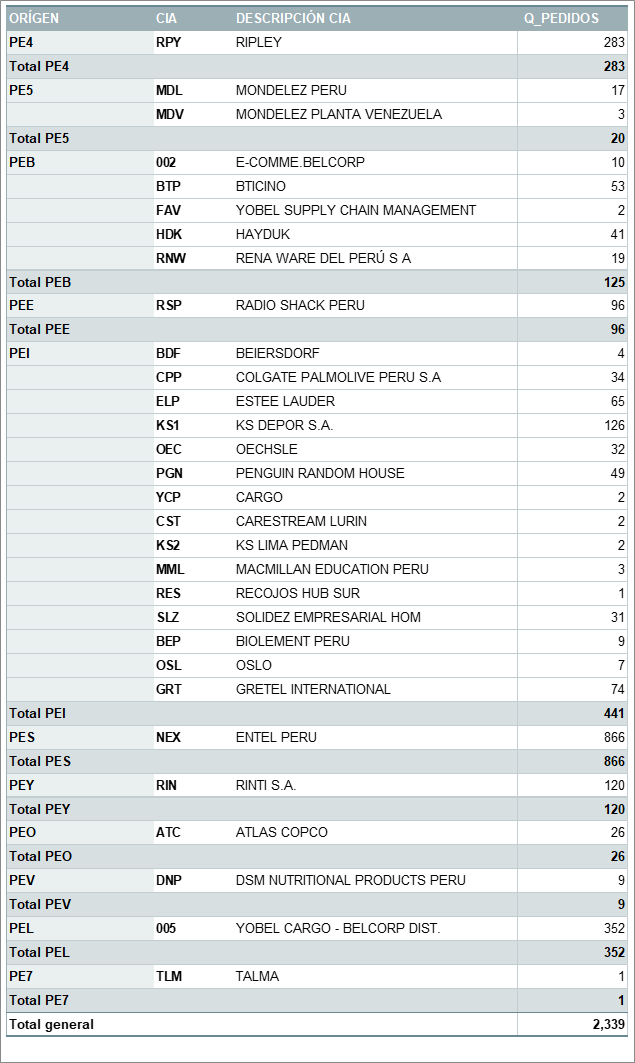 ORÍGEN CIA DESCRIPCIÓN CIA Q_PEDIDOS
PE4 RPY RIPLEY 283
Total PE4 283
PE5 MDL MONDELEZ PERU 17
MDV MONDELEZ PLANTA VENEZUELA 3
Total PE5 20
PEB 002 E-COMME.BELCORP 10
BTP BTICINO 53
FAV YOBEL SUPPLY CHAIN MANAGEMENT 2
HDK HAYDUK 41
RNW RENA WARE DEL PERÚ S A 19
Total PEB 125
PEE RSP RADIO SHACK PERU 96
Total PEE 96
PEI BDF BEIERSDORF 4
CPP COLGATE PALMOLIVE PERU S.A 34
ELP ESTEE LAUDER 65
KS1 KS DEPOR S.A. 126
OEC OECHSLE 32
PGN PENGUIN RANDOM HOUSE 49
YCP CARGO 2
CST CARESTREAM LURIN 2
KS2 KS LIMA PEDMAN 2
MML MACMILLAN EDUCATION PERU 3
RES RECOJOS HUB SUR 1
SLZ SOLIDEZ EMPRESARIAL HOM 31
BEP BIOLEMENT PERU 9
OSL OSLO 7
GRT GRETEL INTERNATIONAL 74
Total PEI 441
PES NEX ENTEL PERU 866
Total PES 866
PEY RIN RINTI S.A. 120
Total PEY 120
PEO ATC ATLAS COPCO 26
Total PEO 26
PEV DNP DSM NUTRITIONAL PRODUCTS PERU 9
Total PEV 9
PEL 005 YOBEL CARGO - BELCORP DIST. 352
Total PEL 352
PE7 TLM TALMA 1
Total PE7 1
Total general 2,339